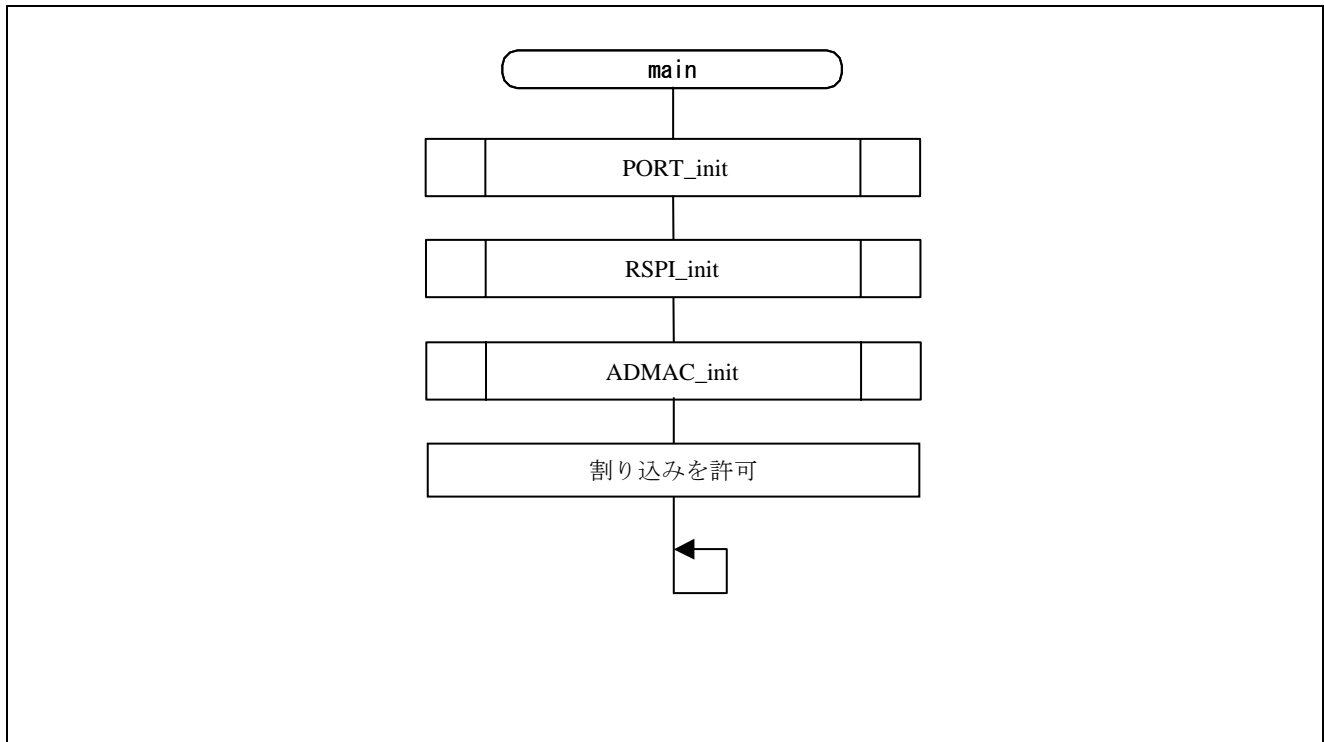 main
PORT_init
RSPI_init
ADMAC_init
割り込みを許可